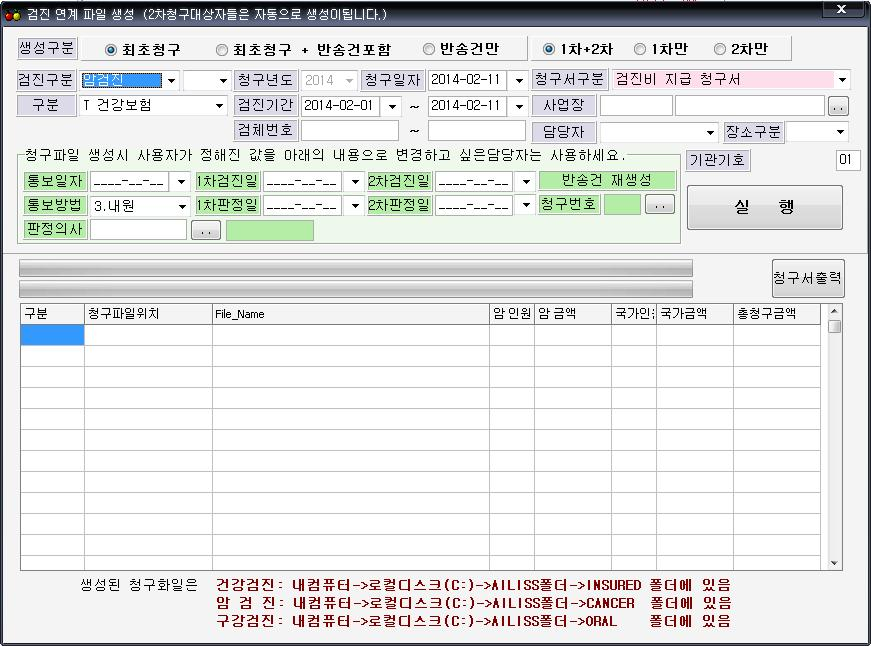 검진 연계 파일 생성 (2차청구대상자들은 자동으로 생성이됩니다.) X
생성구분 최초청구 최초청구 + 반송건포함 반송건만 1차+2차 1차만 2차만
검진구분 암검진 청구년도 2014 청구일자 2014-02-11 청구서구분 검진비 지급 청구서
구분 T 건강보험 검진기간 2014-02-01 ~ 2014-02-11 사업장 ..
검체번호 ~ 담당자 장소구분
청구파일 생성시 사용자가 정해진 값을 아래의 내용으로 변경하고 싶은담당자는 사용하세요. 기관기호 01
통보일자 ____-__-__ 1차검진일 ____-__-__ 2차검진일 ____-__-__ 반송건 재생성
통보방법 3.내원 1차판정일 ____-__-__ 2차판정일 ____-__-__ 청구번호 .. 실 행
판정의사 ..
청구서출력
구분 청구파일위치 File_Name 암 인원 암 금액 국가인 국가금액 총청구금액
생성된 청구화일은 건강검진: 내컴퓨터->로컬디스크(C:)->AILISS폴더->INSURED 폴더에 있음
암 검 진: 내컴퓨터->로컬디스크(C:)->AILISS폴더->CANCER 폴더에 있음
구강검진: 내컴퓨터->로컬디스크(C:)->AILISS폴더->ORAL 폴더에 있음